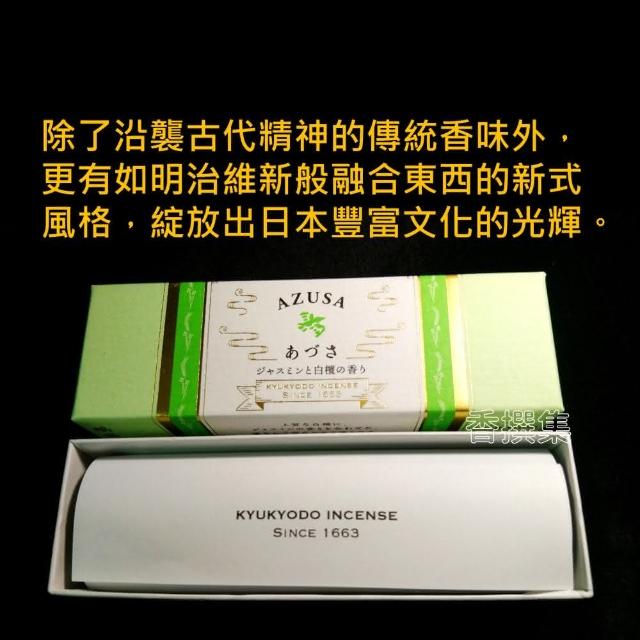 除了沿襲古代精神的傳統香味外，
更有如明治維新般融合東西的新式
風格，綻放出日本豐富文化的光輝。
AZUSA
あづさ
ジャスミンと白檀の香り
KYUKYODO INCENSE
SINCE 1663
香撰集
KYUKYODO INCENSE
SINCE 1663